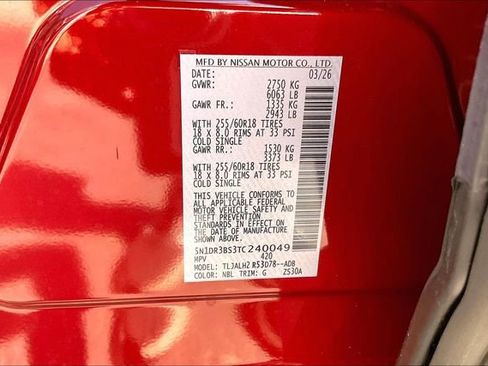 MFD BY NISSAN MOTOR CO., LTD.
DATE: 03/26
GVWR: 2750 KG
6063 LB
GAWR FR.: 1335 KG
2943 LB
WITH 255/60R18 TIRES
18 X 8.0 RIMS AT 33 PSI
COLD SINGLE
GAWR RR.: 1530 KG
3373 LB
WITH 255/60R18 TIRES
18 X 8.0 RIMS AT 33 PSI
COLD SINGLE
THIS VEHICLE CONFORMS TO
ALL APPLICABLE FEDERAL
MOTOR VEHICLE SAFETY
AND THEFT PREVENTION
STANDARDS IN EFFECT ON
THE DATE OF MANUFACTURE
SHOWN ABOVE.
5N1DR3BS3TC240049
MPV 420
MODEL: TLJALHZ R53D78--ADB
COLOR: NBL TRIM: G ZS30A